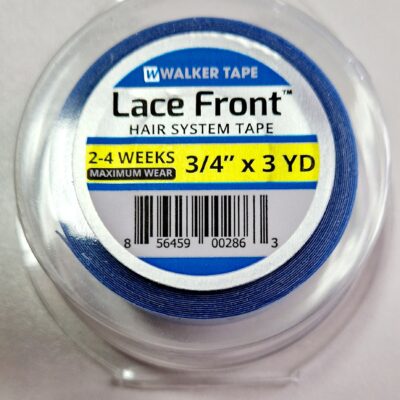 W WALKER TAPE
Lace Front™
HAIR SYSTEM TAPE
2-4 WEEKS
MAXIMUM WEAR
3/4" x 3 YD
8 56459 00286 3